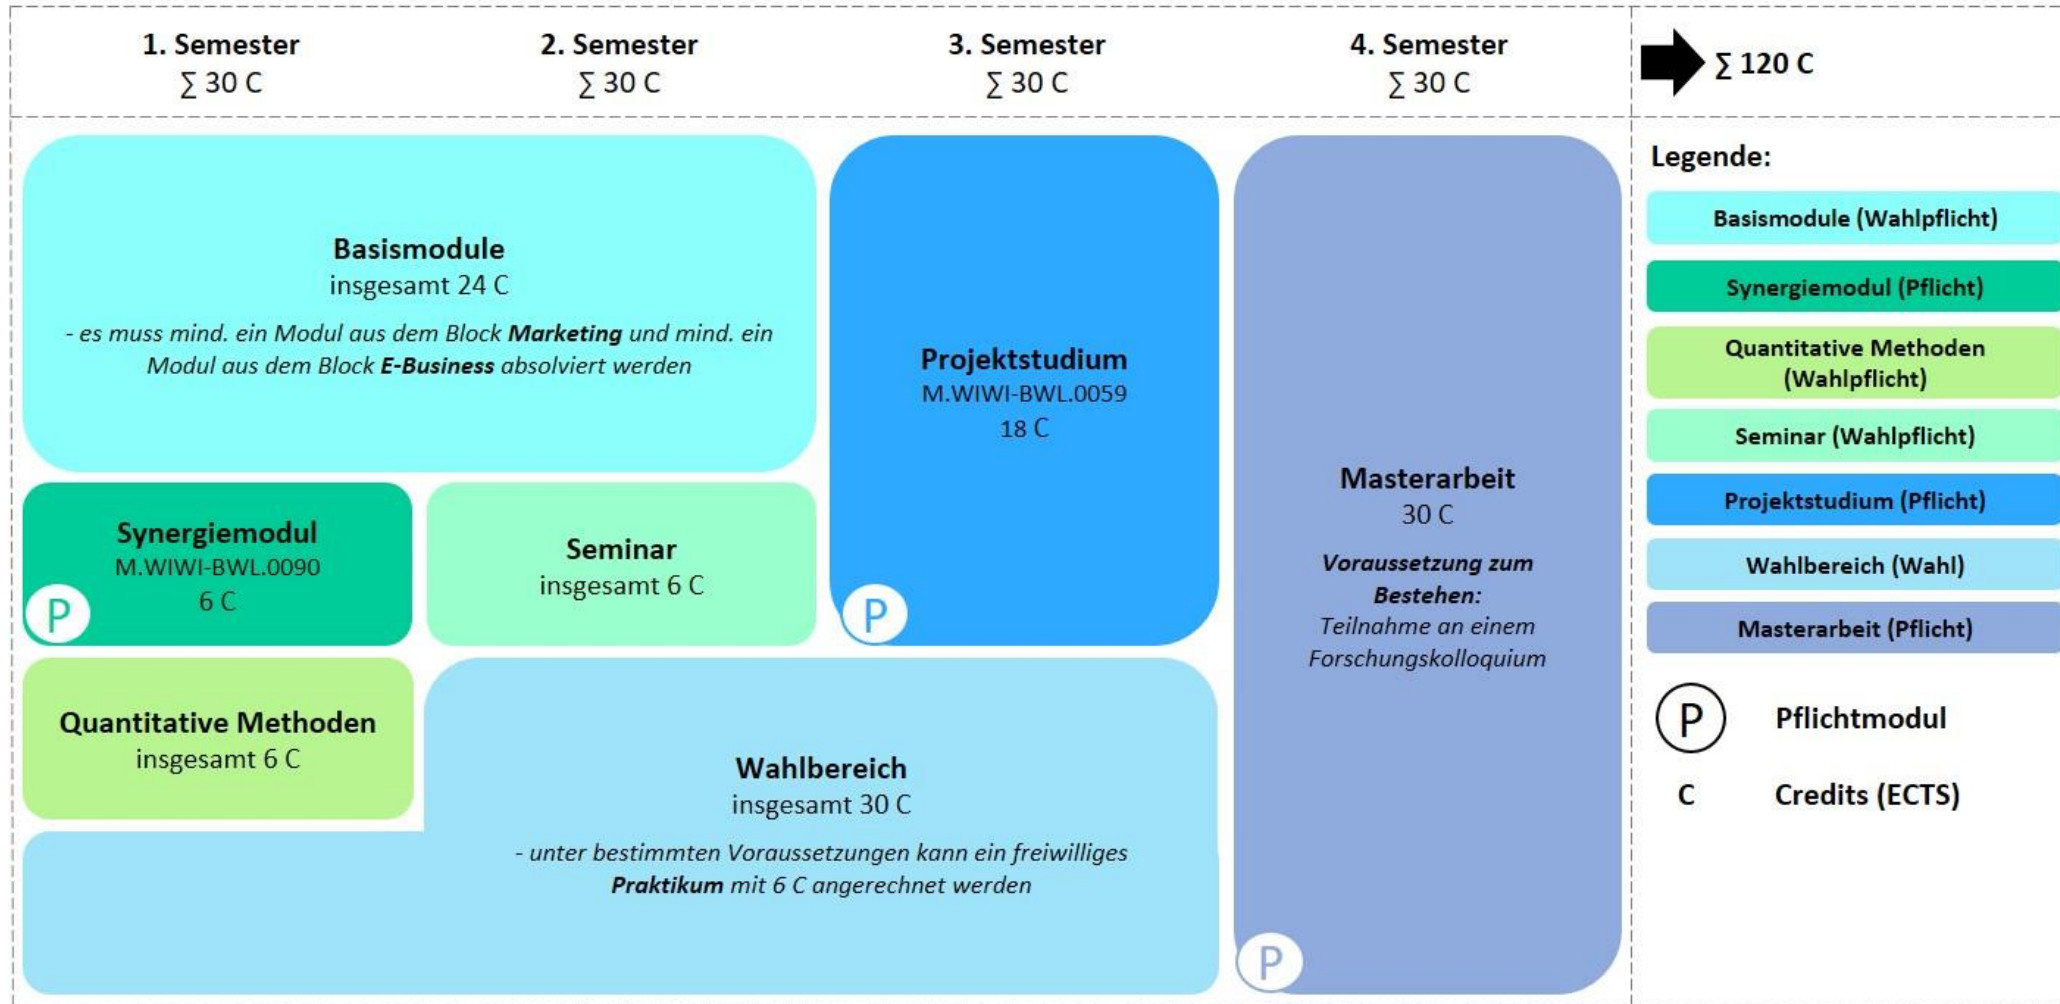 1. Semester
∑ 30 C
2. Semester
∑ 30 C
3. Semester
∑ 30 C
4. Semester
∑ 30 C
∑ 120 C
Basismodule
insgesamt 24 C
- es muss mind. ein Modul aus dem Block Marketing und mind. ein
Modul aus dem Block E-Business absolviert werden
Synergiemodul
M.WIWI-BWL.0090
6 C
P
Seminar
insgesamt 6 C
Projektstudium
M.WIWI-BWL.0059
18 C
P
Quantitative Methoden
insgesamt 6 C
Wahlbereich
insgesamt 30 C
- unter bestimmten Voraussetzungen kann ein freiwilliges
Praktikum mit 6 C angerechnet werden
Masterarbeit
30 C
Voraussetzung zum
Bestehen:
Teilnahme an einem
Forschungskolloquium
P
Legende:
Basismodule (Wahlpflicht)
Synergiemodul (Pflicht)
Quantitative Methoden
(Wahlpflicht)
Seminar (Wahlpflicht)
Projektstudium (Pflicht)
Wahlbereich (Wahl)
Masterarbeit (Pflicht)
P Pflichtmodul
C Credits (ECTS)